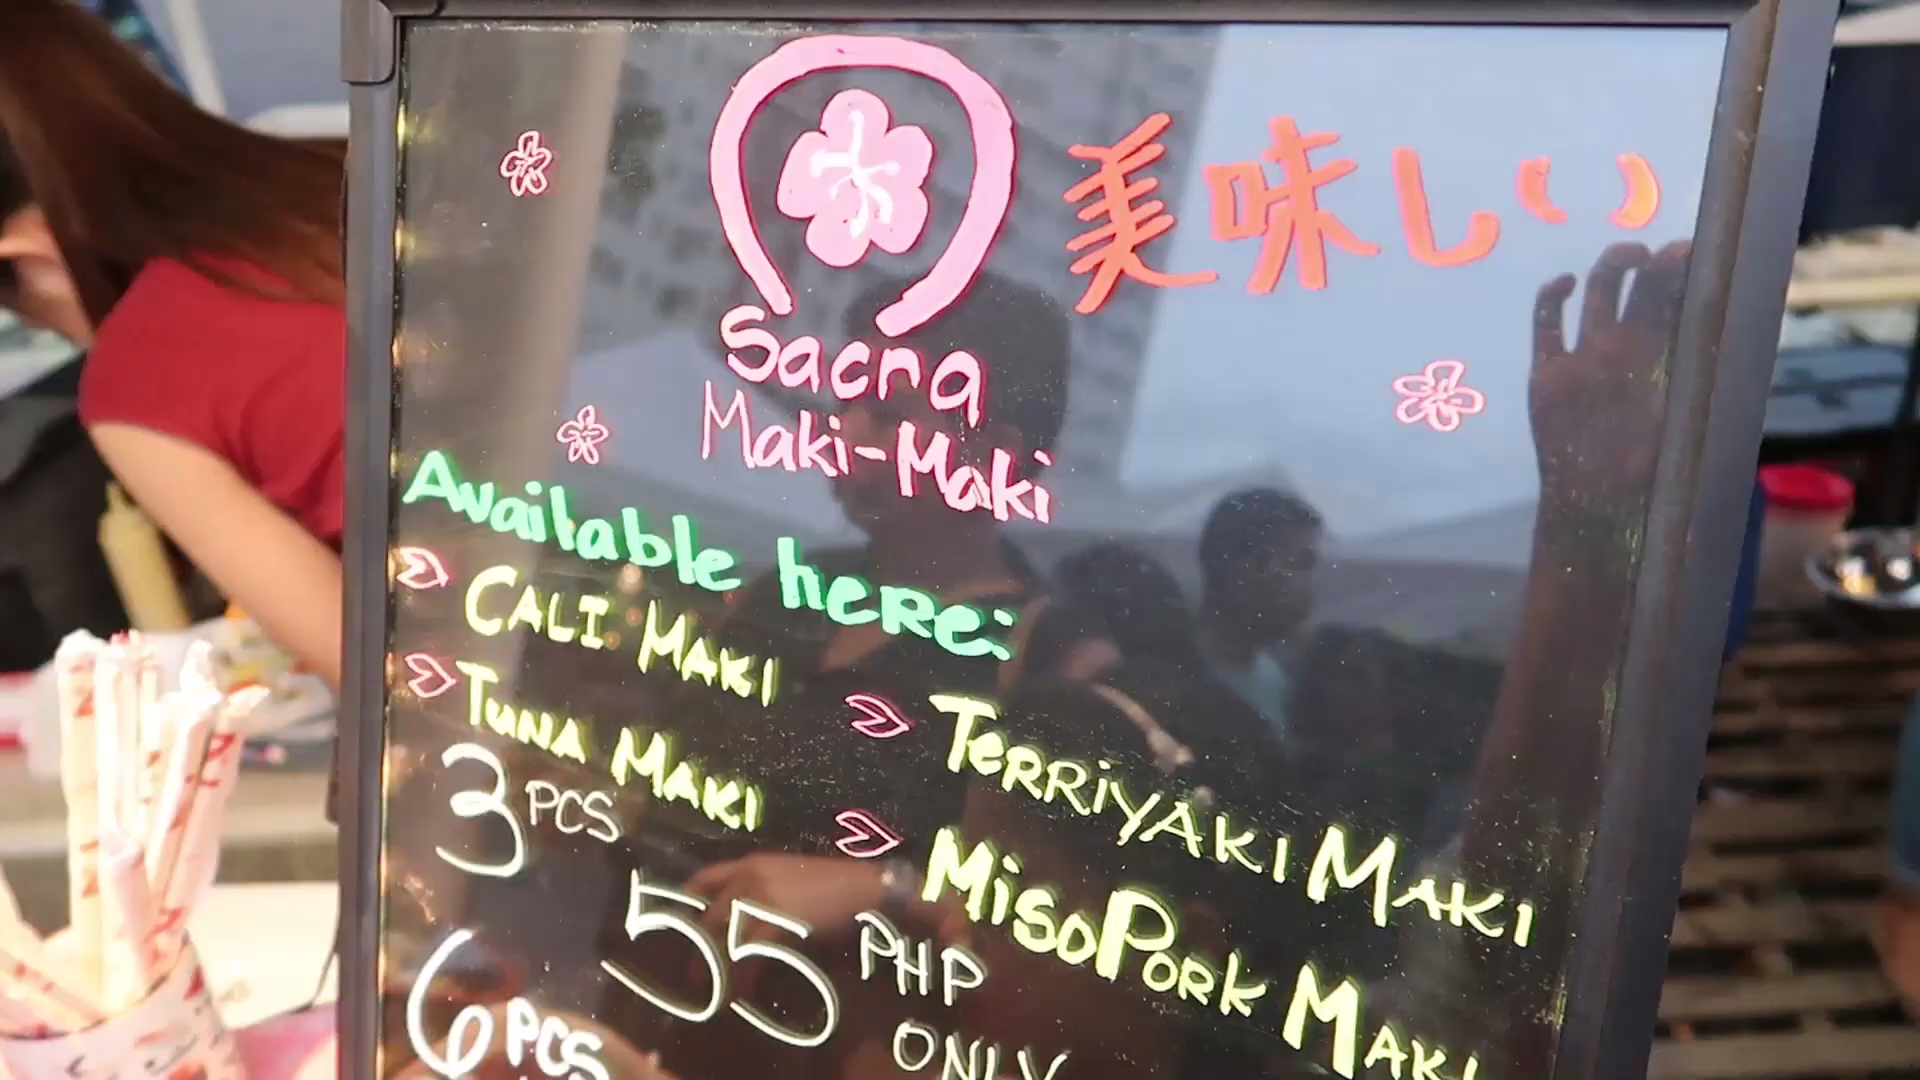 美味しい
Sacra
Maki-Maki
Available here:
CALI MAKI
TUNA MAKI
TERRIYAKI MAKI
MISOPORK MAKI
3 PCS
55 PHP
ONLY
6 PCS